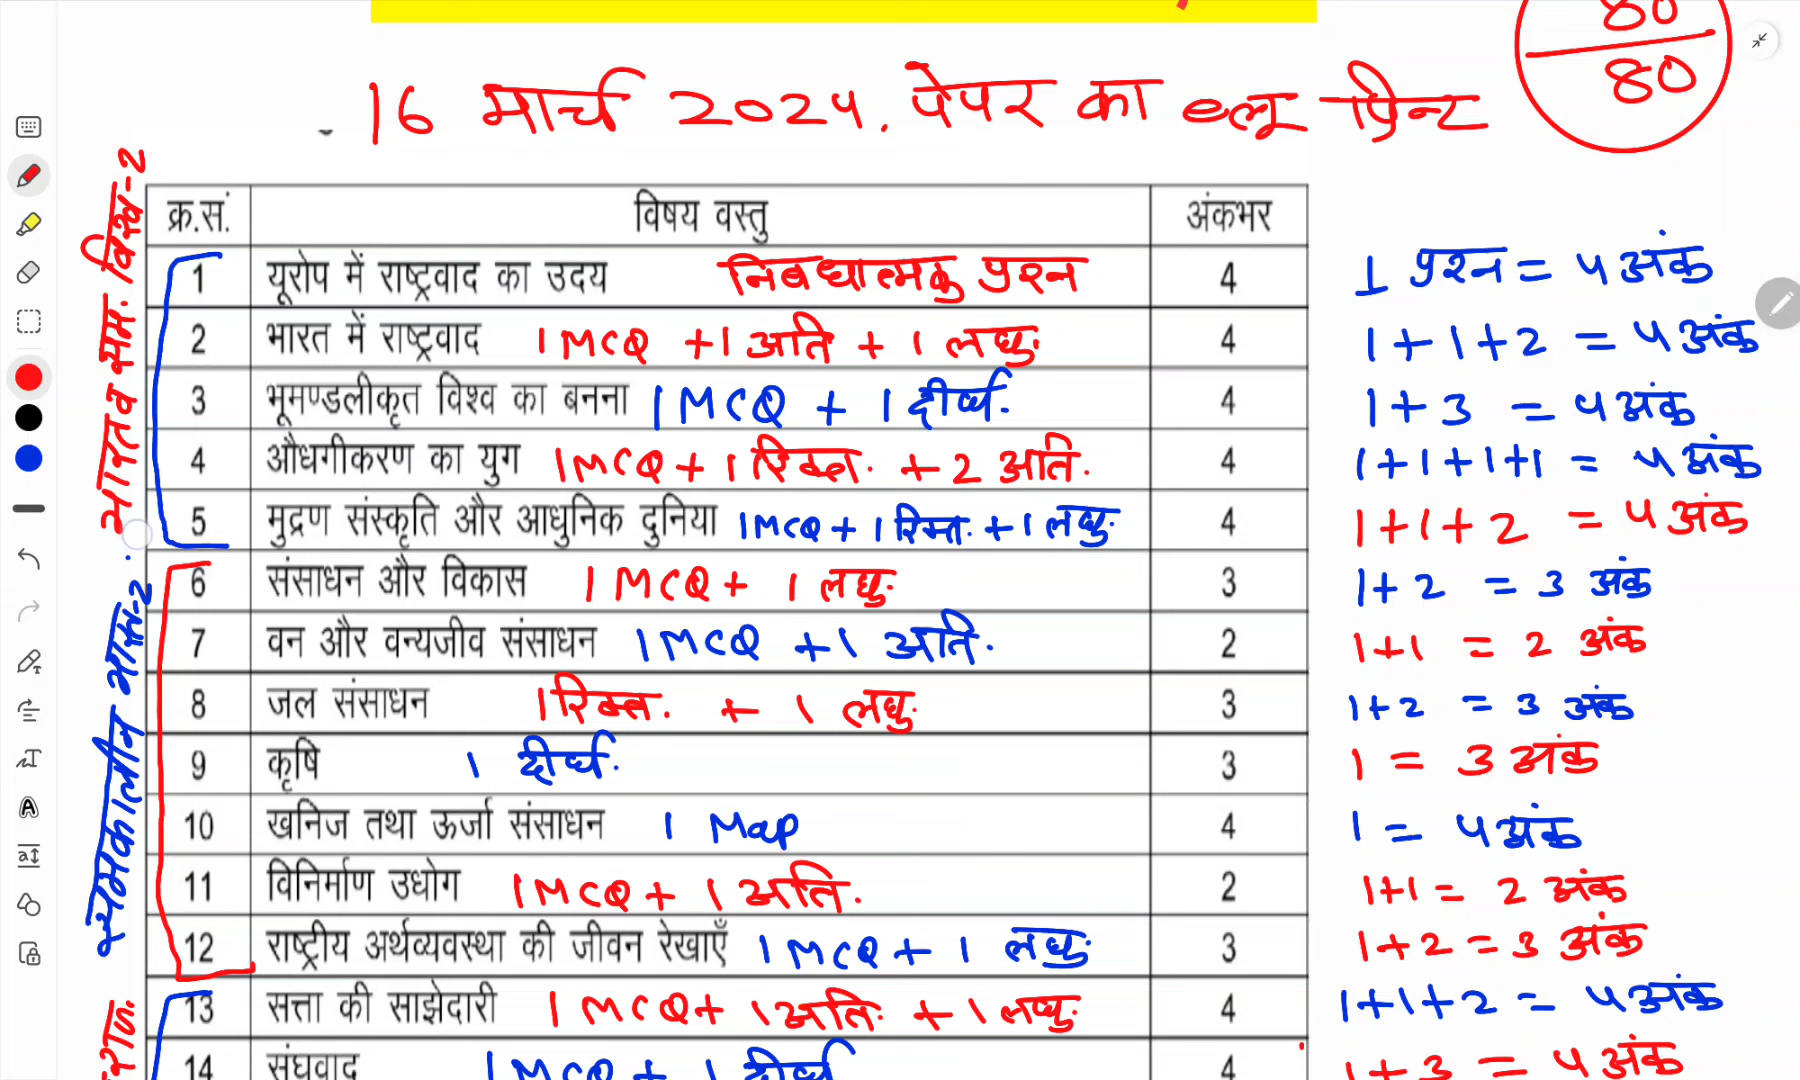 80
80
16 मार्च 2024. पेपर का ब्लू प्रिन्ट
क्र.सं. विषय वस्तु अंकभर
1 यूरोप में राष्ट्रवाद का उदय निबधात्मक प्रश्न 4 1 प्रश्न = 4 अंक
2 भारत में राष्ट्रवाद 1 MCQ + 1 अति + 1 लघु. 4 1 + 1 + 2 = 4 अंक
3 भूमण्डलीकृत विश्व का बनना 1 MCQ + 1 दीर्घ. 4 1 + 3 = 4 अंक
4 औधगीकरण का युग 1 MCQ + 1 रिक्त. + 2 अति. 4 1+1+1+1 = 4 अंक
5 मुद्रण संस्कृति और आधुनिक दुनिया 1 MCQ + 1 रिक्त. + 1 लघु. 4 1+1+2 = 4 अंक
6 संसाधन और विकास 1 MCQ + 1 लघु. 3 1+2 = 3 अंक
7 वन और वन्यजीव संसाधन 1 MCQ + 1 अति. 2 1+1 = 2 अंक
8 जल संसाधन 1 रिक्त. + 1 लघु. 3 1+2 = 3 अंक
9 कृषि 1 दीर्घ. 3 1 = 3 अंक
10 खनिज तथा ऊर्जा संसाधन 1 Map 4 1 = 4 अंक
11 विनिर्माण उधोग 1 MCQ + 1 अति. 2 1+1 = 2 अंक
12 राष्ट्रीय अर्थव्यवस्था की जीवन रेखाएँ 1 MCQ + 1 लघु. 3 1+2 = 3 अंक
13 सत्ता की साझेदारी 1 MCQ + 1 अति. + 1 लघु. 4 1+1+2 = 4 अंक
14 संघवाद 1 MCQ + 1 दीर्घ 4 1+3 = 4 अंक
भारत व सम. विश्व-2
समकालीन भारत-2